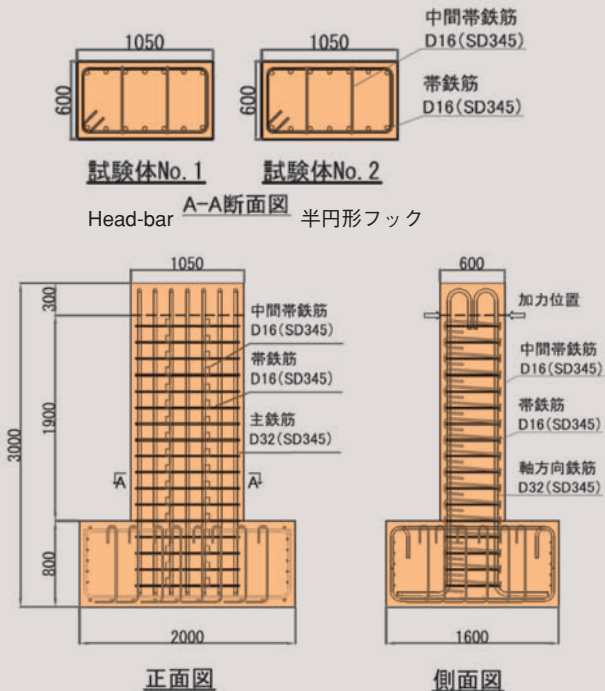 1050
600
試験体No.1
Head-bar
1050
600
試験体No.2
半円形フック
中間帯鉄筋
D16(SD345)
帯鉄筋
D16(SD345)
A-A断面図
1050
300
1900
3000
800
中間帯鉄筋
D16(SD345)
帯鉄筋
D16(SD345)
主鉄筋
D32(SD345)
A
A
2000
正面図
600
加力位置
中間帯鉄筋
D16(SD345)
帯鉄筋
D16(SD345)
軸方向鉄筋
D32(SD345)
1600
側面図